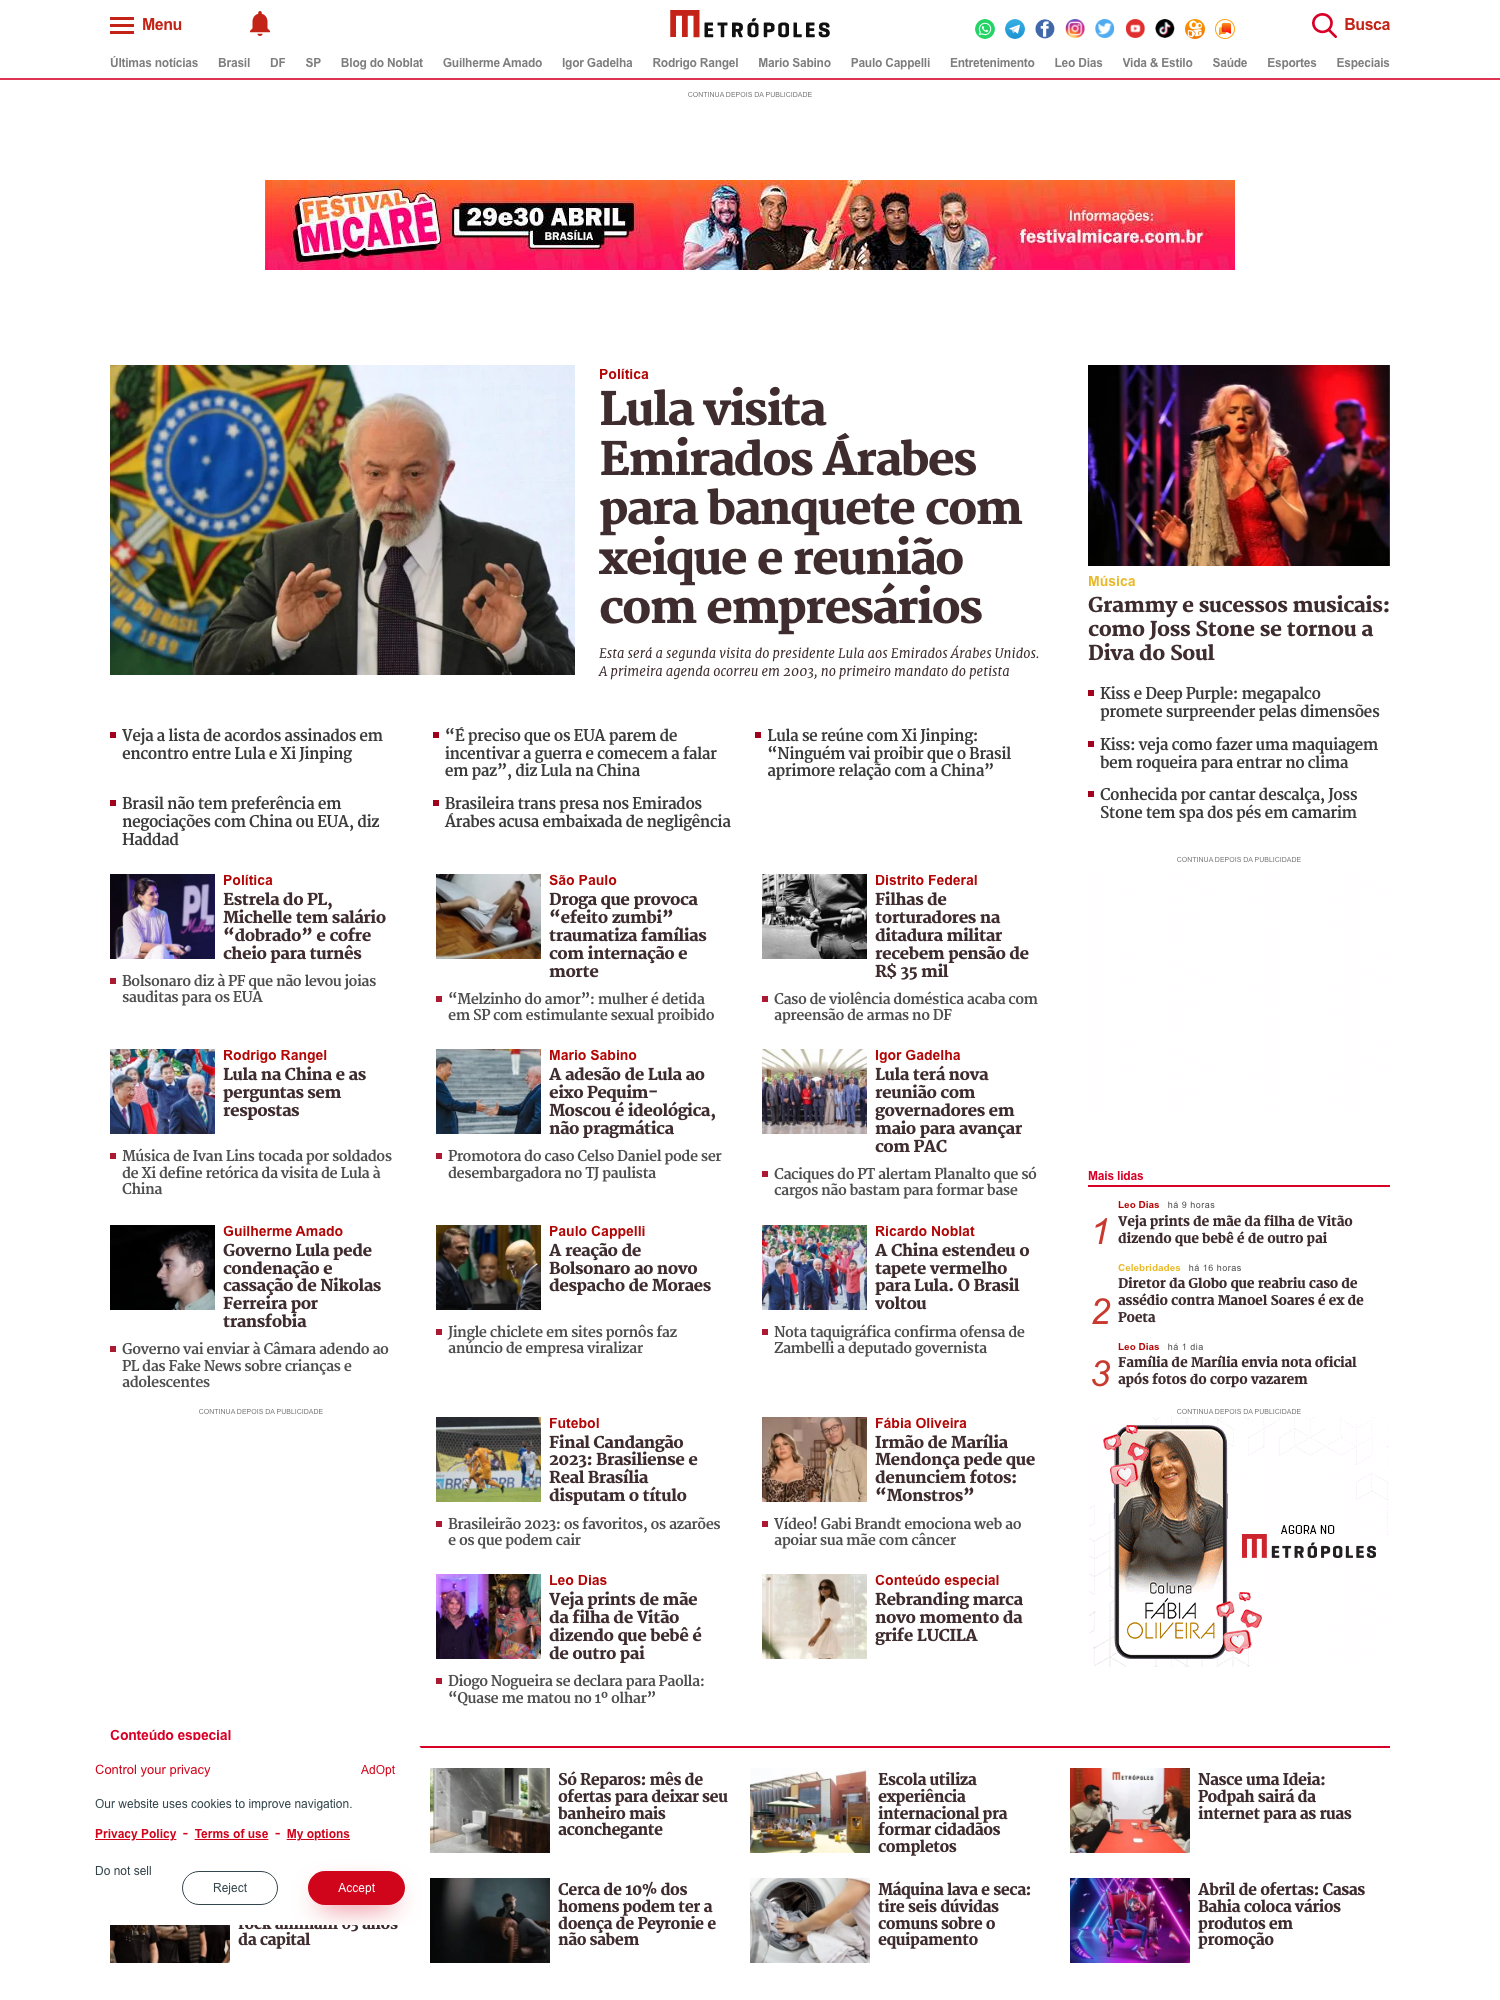 Menu
METRÓPOLES
Busca
Últimas notícias Brasil DF SP Blog do Noblat Guilherme Amado Igor Gadelha Rodrigo Rangel Mario Sabino Paulo Cappelli Entretenimento Leo Dias Vida & Estilo Saúde Esportes Especiais
CONTINUA DEPOIS DA PUBLICIDADE
FESTIVAL
MICARÊ
29e30 ABRIL
BRASÍLIA
Informações:
festivalmicare.com.br
Política
Lula visita
Emirados Árabes
para banquete com
xeique e reunião
com empresários
Esta será a segunda visita do presidente Lula aos Emirados Árabes Unidos.
A primeira agenda ocorreu em 2003, no primeiro mandato do petista
Música
Grammy e sucessos musicais:
como Joss Stone se tornou a
Diva do Soul
Kiss e Deep Purple: megapalco
promete surpreender pelas dimensões
Kiss: veja como fazer uma maquiagem
bem roqueira para entrar no clima
Conhecida por cantar descalça, Joss
Stone tem spa dos pés em camarim
CONTINUA DEPOIS DA PUBLICIDADE
Veja a lista de acordos assinados em
encontro entre Lula e Xi Jinping
“É preciso que os EUA parem de
incentivar a guerra e comecem a falar
em paz”, diz Lula na China
Lula se reúne com Xi Jinping:
“Ninguém vai proibir que o Brasil
aprimore relação com a China”
Brasil não tem preferência em
negociações com China ou EUA, diz
Haddad
Brasileira trans presa nos Emirados
Árabes acusa embaixada de negligência
PL
Política
Estrela do PL,
Michelle tem salário
“dobrado” e cofre
cheio para turnês
Bolsonaro diz à PF que não levou joias
sauditas para os EUA
São Paulo
Droga que provoca
“efeito zumbi”
traumatiza famílias
com internação e
morte
“Melzinho do amor”: mulher é detida
em SP com estimulante sexual proibido
Distrito Federal
Filhas de
torturadores na
ditadura militar
recebem pensão de
R$ 35 mil
Caso de violência doméstica acaba com
apreensão de armas no DF
Rodrigo Rangel
Lula na China e as
perguntas sem
respostas
Música de Ivan Lins tocada por soldados
de Xi define retórica da visita de Lula à
China
Mario Sabino
A adesão de Lula ao
eixo Pequim-
Moscou é ideológica,
não pragmática
Promotora do caso Celso Daniel pode ser
desembargadora no TJ paulista
Igor Gadelha
Lula terá nova
reunião com
governadores em
maio para avançar
com PAC
Caciques do PT alertam Planalto que só
cargos não bastam para formar base
Guilherme Amado
Governo Lula pede
condenação e
cassação de Nikolas
Ferreira por
transfobia
Governo vai enviar à Câmara adendo ao
PL das Fake News sobre crianças e
adolescentes
Paulo Cappelli
A reação de
Bolsonaro ao novo
despacho de Moraes
Jingle chiclete em sites pornôs faz
anúncio de empresa viralizar
Ricardo Noblat
A China estendeu o
tapete vermelho
para Lula. O Brasil
voltou
Nota taquigráfica confirma ofensa de
Zambelli a deputado governista
Mais lidas
Leo Dias há 9 horas
1 Veja prints de mãe da filha de Vitão
dizendo que bebê é de outro pai
Celebridades há 16 horas
2 Diretor da Globo que reabriu caso de
assédio contra Manoel Soares é ex de
Poeta
Leo Dias há 1 dia
3 Família de Marília envia nota oficial
após fotos do corpo vazarem
CONTINUA DEPOIS DA PUBLICIDADE
AGORA NO
METRÓPOLES
Coluna
FÁBIA
OLIVEIRA
CONTINUA DEPOIS DA PUBLICIDADE
Futebol
Final Candangão
2023: Brasiliense e
Real Brasília
disputam o título
Brasileirão 2023: os favoritos, os azarões
e os que podem cair
Fábia Oliveira
Irmão de Marília
Mendonça pede que
denunciem fotos:
“Monstros”
Vídeo! Gabi Brandt emociona web ao
apoiar sua mãe com câncer
Leo Dias
Veja prints de mãe
da filha de Vitão
dizendo que bebê é
de outro pai
Diogo Nogueira se declara para Paolla:
“Quase me matou no 1º olhar”
Conteúdo especial
Rebranding marca
novo momento da
grife LUCILA
Conteúdo especial
Control your privacy
AdOpt
Our website uses cookies to improve navigation.
Privacy Policy - Terms of use - My options
Do not sell
Reject
Accept
Só Reparos: mês de
ofertas para deixar seu
banheiro mais
aconchegante
Escola utiliza
experiência
internacional pra
formar cidadãos
completos
METRÓPOLES
Nasce uma Ideia:
Podpah sairá da
internet para as ruas
rock animam 63 anos
da capital
Cerca de 10% dos
homens podem ter a
doença de Peyronie e
não sabem
Máquina lava e seca:
tire seis dúvidas
comuns sobre o
equipamento
Abril de ofertas: Casas
Bahia coloca vários
produtos em
promoção